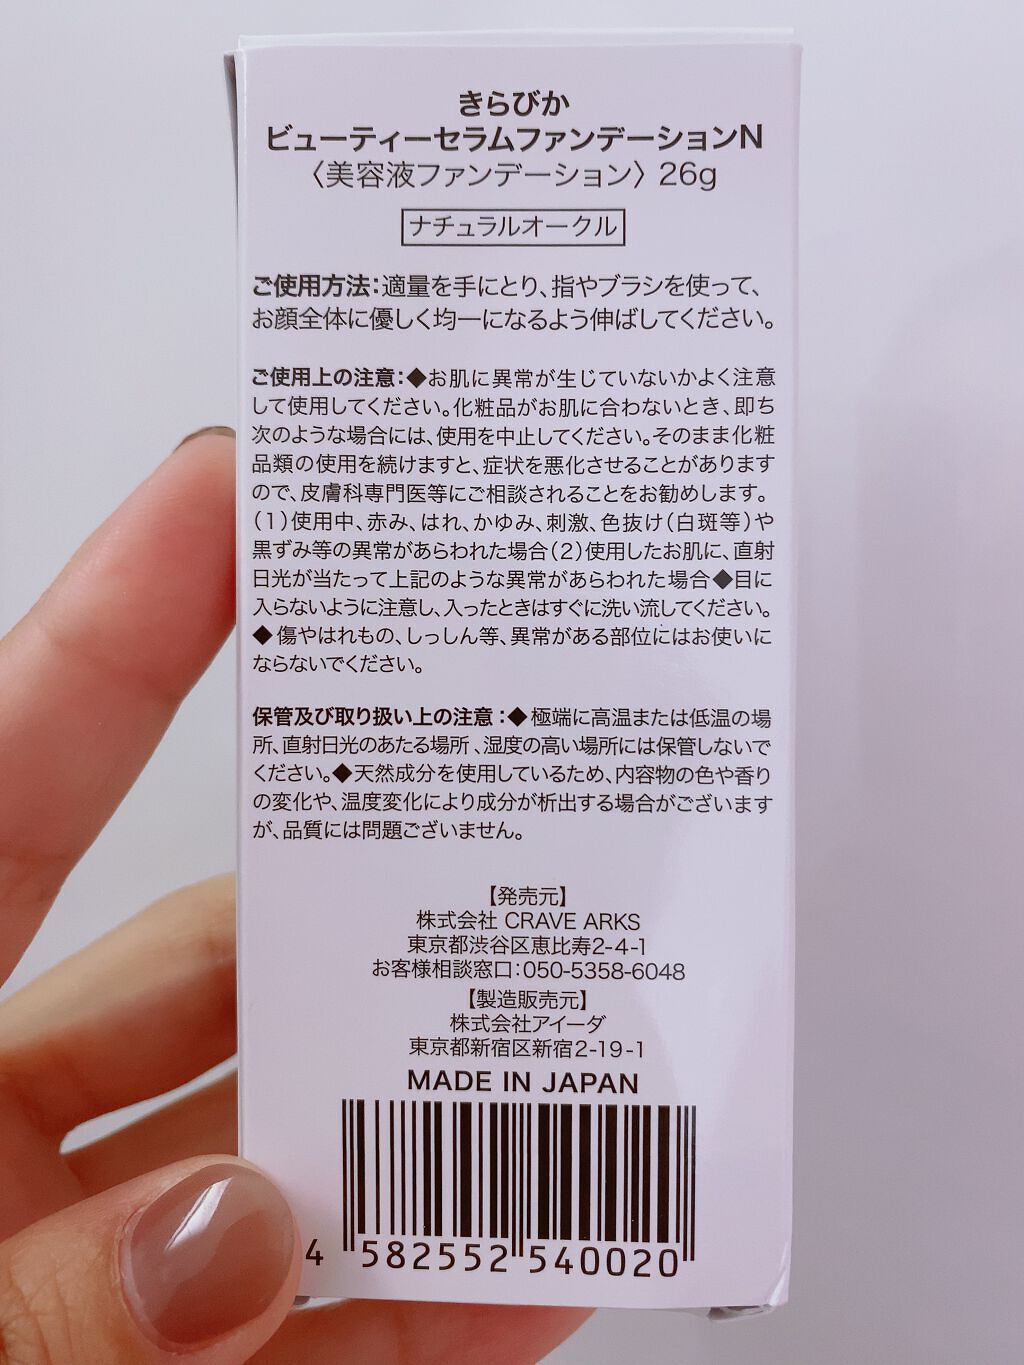 きらびか
ビューティーセラムファンデーションN
〈美容液ファンデーション〉26g
ナチュラルオークル
ご使用方法:適量を手にとり、指やブラシを使って、
お顔全体に優しく均一になるよう伸ばしてください。
ご使用上の注意:◆お肌に異常が生じていないかよく注意
して使用してください。化粧品がお肌に合わないとき、即ち
次のような場合には、使用を中止してください。そのまま化粧
品類の使用を続けますと、症状を悪化させることがあります
ので、皮膚科専門医等にご相談されることをお勧めします。
(1)使用中、赤み、はれ、かゆみ、刺激、色抜け(白斑等)や
黒ずみ等の異常があらわれた場合(2)使用したお肌に、直射
日光が当たって上記のような異常があらわれた場合◆目に
入らないように注意し、入ったときはすぐに洗い流してください。
◆傷やはれもの、しっしん等、異常がある部位にはお使いに
ならないでください。
保管及び取り扱い上の注意:◆極端に高温または低温の場
所、直射日光のあたる場所、湿度の高い場所には保管しないで
ください。◆天然成分を使用しているため、内容物の色や香り
の変化や、温度変化により成分が析出する場合がございます
が、品質には問題ございません。
【発売元】
株式会社 CRAVE ARKS
東京都渋谷区恵比寿2-4-1
お客様相談窓口:050-5358-6048
【製造販売元】
株式会社アイーダ
東京都新宿区新宿2-19-1
MADE IN JAPAN
4 582552 540020